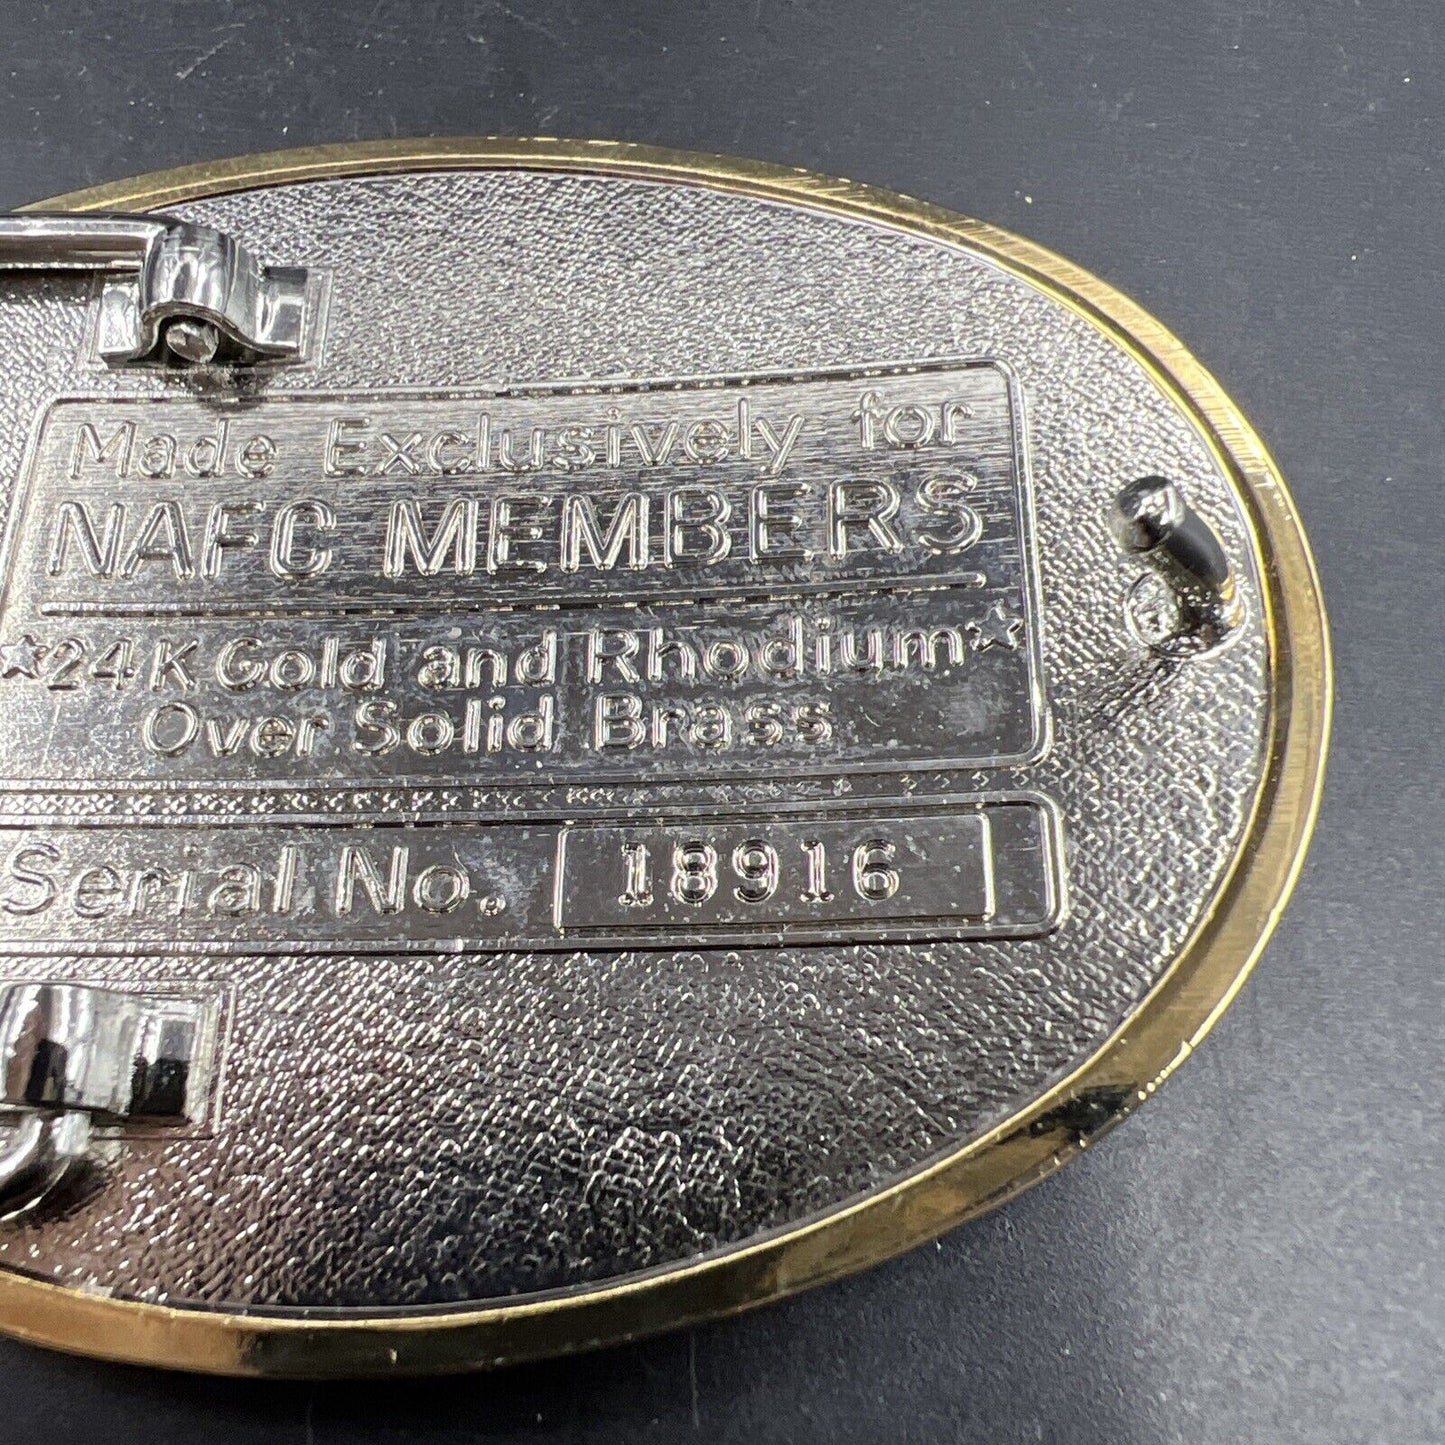 Made Exclusively for
NAFC MEMBERS
☆24K Gold and Rhodium☆
Over Solid Brass
Serial No. 18916